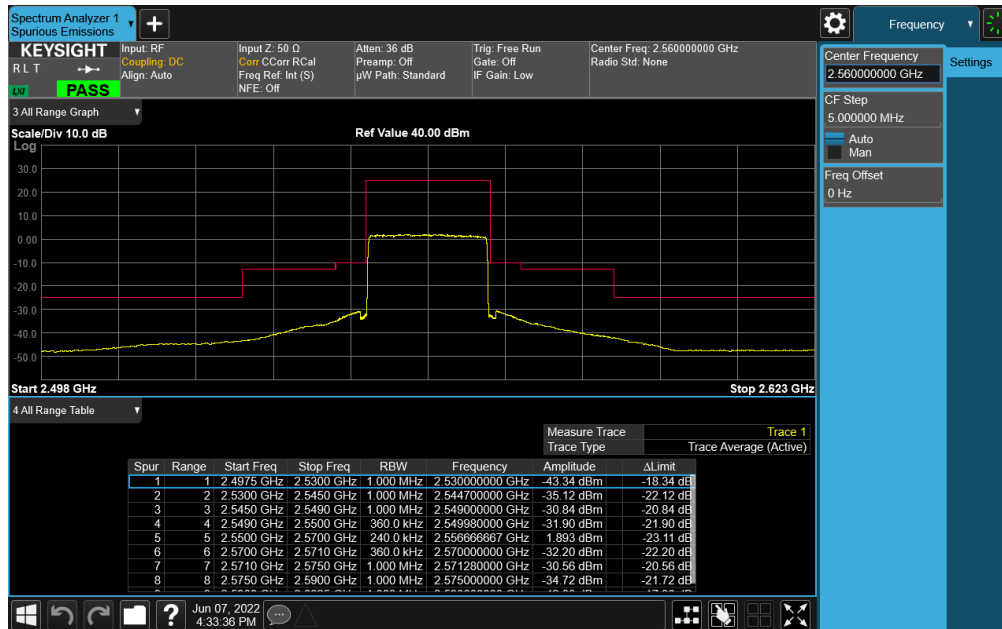 Spectrum Analyzer 1
Spurious Emissions
Frequency
KEYSIGHT
R L T
LXI
PASS
Input: RF
Coupling: DC
Align: Auto
Input Z: 50 Ω
Corr CCorr RCal
Freq Ref: Int (S)
NFE: Off
Atten: 36 dB
Preamp: Off
µW Path: Standard
Trig: Free Run
Gate: Off
IF Gain: Low
Center Freq: 2.560000000 GHz
Radio Std: None
Center Frequency
2.560000000 GHz
Settings
CF Step
5.000000 MHz
Auto
Man
Freq Offset
0 Hz
3 All Range Graph
Scale/Div 10.0 dB
Ref Value 40.00 dBm
Log
30.0
20.0
10.0
0.00
-10.0
-20.0
-30.0
-40.0
-50.0
Start 2.498 GHz
Stop 2.623 GHz
4 All Range Table
Measure Trace Trace 1
Trace Type Trace Average (Active)
Spur Range Start Freq Stop Freq RBW Frequency Amplitude ΔLimit
1 1 2.4975 GHz 2.5300 GHz 1.000 MHz 2.530000000 GHz -43.34 dBm -18.34 dB
2 2 2.5300 GHz 2.5450 GHz 1.000 MHz 2.544700000 GHz -35.12 dBm -22.12 dB
3 3 2.5450 GHz 2.5490 GHz 1.000 MHz 2.549000000 GHz -30.84 dBm -20.84 dB
4 4 2.5490 GHz 2.5500 GHz 360.0 kHz 2.549980000 GHz -31.90 dBm -21.90 dB
5 5 2.5500 GHz 2.5700 GHz 240.0 kHz 2.556666667 GHz 1.893 dBm -23.11 dB
6 6 2.5700 GHz 2.5710 GHz 360.0 kHz 2.570000000 GHz -32.20 dBm -22.20 dB
7 7 2.5710 GHz 2.5750 GHz 1.000 MHz 2.571280000 GHz -30.56 dBm -20.56 dB
8 8 2.5750 GHz 2.5900 GHz 1.000 MHz 2.575000000 GHz -34.72 dBm -21.72 dB
?
Jun 07, 2022
4:33:36 PM